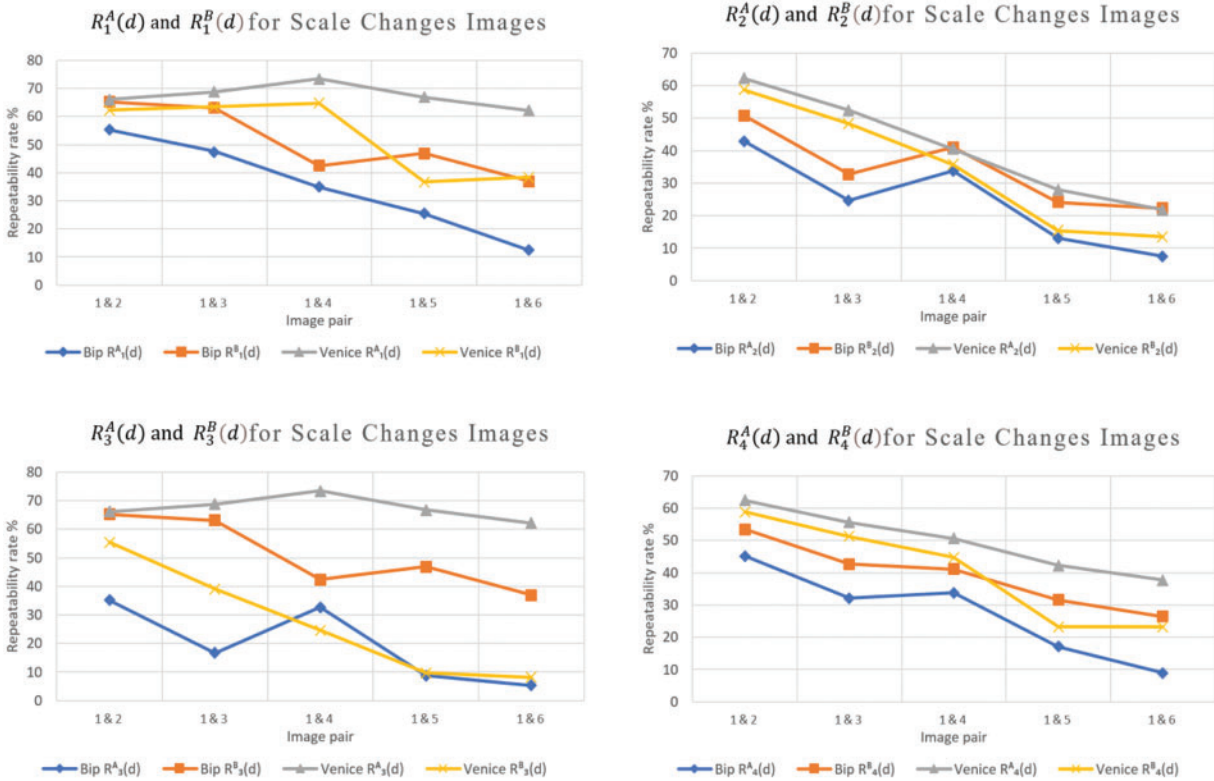 R₁ᴬ(d) and R₁ᴮ(d) for Scale Changes Images
80
70
60
50
40
30
20
10
0
Repeatability rate %
1 & 2 1 & 3 1 & 4 1 & 5 1 & 6
Image pair
Bip Rᴬ₁(d) Bip Rᴮ₁(d) Venice Rᴬ₁(d) Venice Rᴮ₁(d)
R₂ᴬ(d) and R₂ᴮ(d) for Scale Changes Images
70
60
50
40
30
20
10
0
Repeatability rate %
1 & 2 1 & 3 1 & 4 1 & 5 1 & 6
Image pair
Bip Rᴬ₂(d) Bip Rᴮ₂(d) Venice Rᴬ₂(d) Venice Rᴮ₂(d)
R₃ᴬ(d) and R₃ᴮ(d) for Scale Changes Images
80
70
60
50
40
30
20
10
0
Repeatability rate %
1 & 2 1 & 3 1 & 4 1 & 5 1 & 6
Image pair
Bip Rᴬ₃(d) Bip Rᴮ₃(d) Venice Rᴬ₃(d) Venice Rᴮ₃(d)
R₄ᴬ(d) and R₄ᴮ(d) for Scale Changes Images
70
60
50
40
30
20
10
0
Repeatability rate %
1 & 2 1 & 3 1 & 4 1 & 5 1 & 6
Image pair
Bip Rᴬ₄(d) Bip Rᴮ₄(d) Venice Rᴬ₄(d) Venice Rᴮ₄(d)